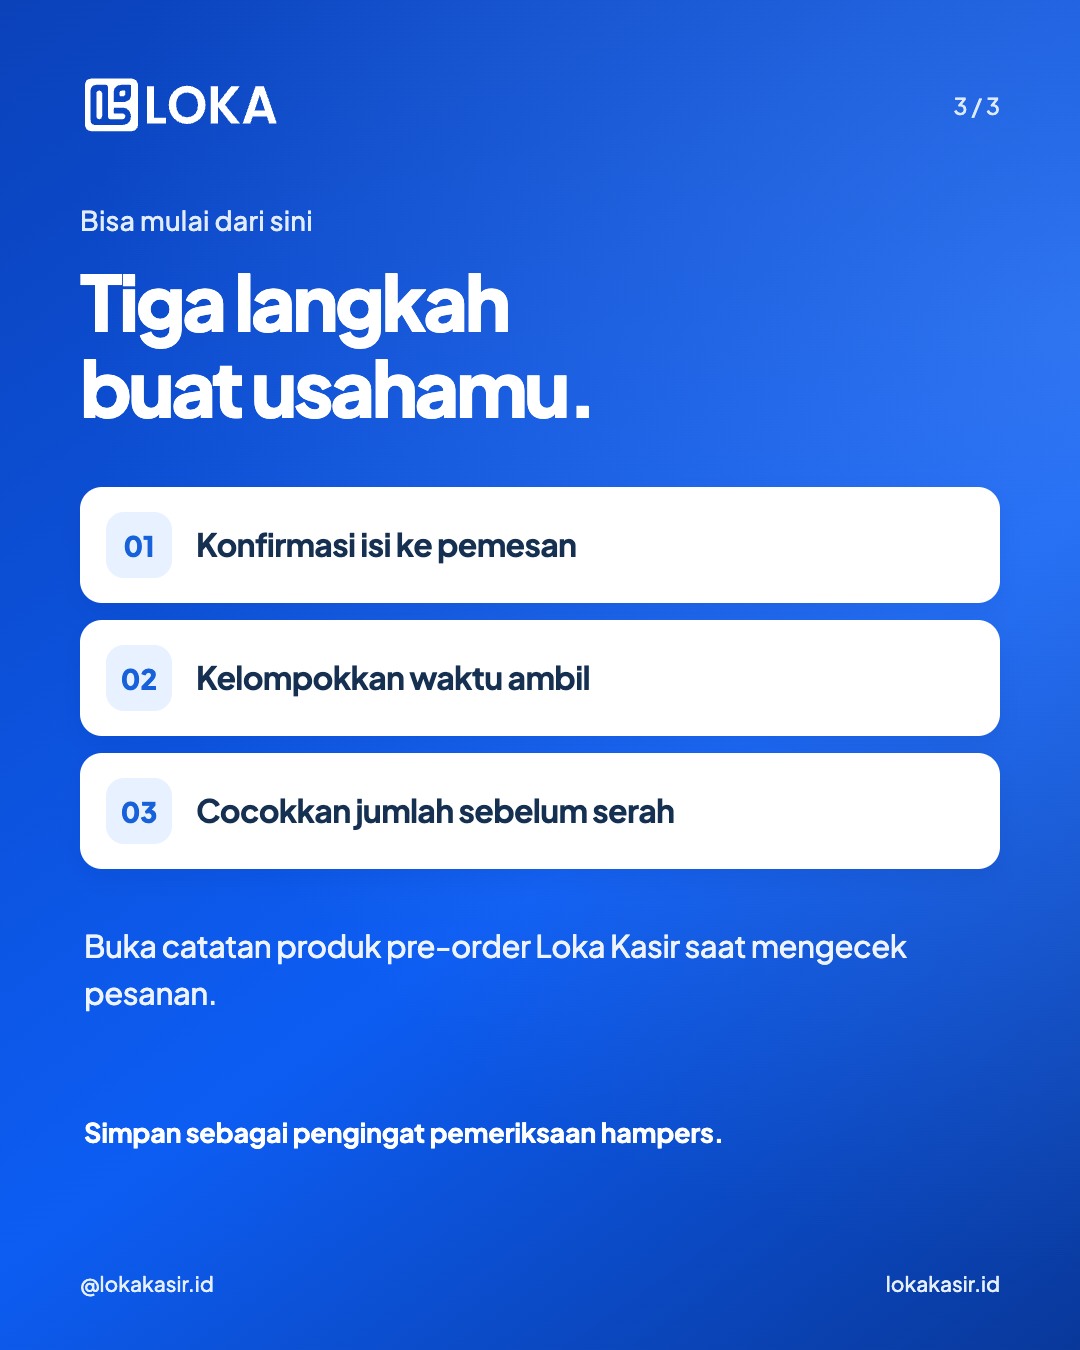 LOKA
3 / 3
Bisa mulai dari sini
Tiga langkah
buat usahamu.
01 Konfirmasi isi ke pemesan
02 Kelompokkan waktu ambil
03 Cocokkan jumlah sebelum serah
Buka catatan produk pre-order Loka Kasir saat mengecek
pesanan.
Simpan sebagai pengingat pemeriksaan hampers.
@lokakasir.id
lokakasir.id